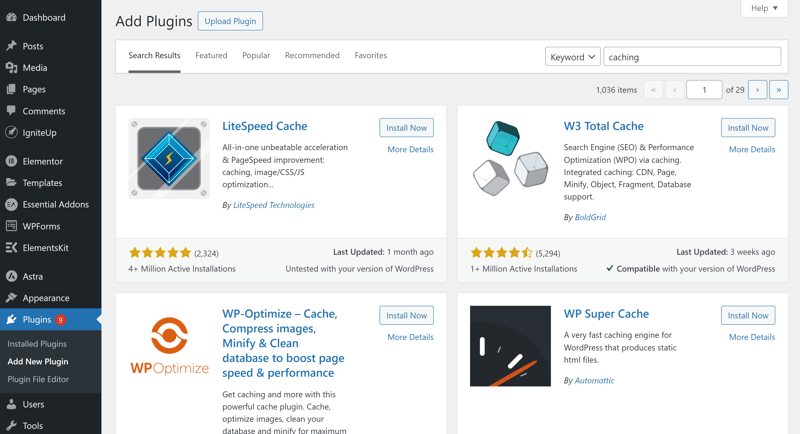 Dashboard
Posts
Media
Pages
Comments
IgniteUp
Elementor
Templates
Essential Addons
WPForms
ElementsKit
Astra
Appearance
Plugins 9
Installed Plugins
Add New Plugin
Plugin File Editor
Users
Tools
Help
Add Plugins Upload Plugin
Search Results Featured Popular Recommended Favorites Keyword caching
1,036 items « ‹ 1 of 29 › »
LiteSpeed Cache
Install Now
More Details
All-in-one unbeatable acceleration
& PageSpeed improvement:
caching, image/CSS/JS
optimization...
By LiteSpeed Technologies
(2,324) Last Updated: 1 month ago
4+ Million Active Installations Untested with your version of WordPress
W3 Total Cache
Install Now
More Details
Search Engine (SEO) & Performance
Optimization (WPO) via caching.
Integrated caching: CDN, Page,
Minify, Object, Fragment, Database
support.
By BoldGrid
(5,294) Last Updated: 3 weeks ago
1+ Million Active Installations ✔ Compatible with your version of WordPress
WPOptimize
WP-Optimize – Cache,
Compress images,
Minify & Clean
database to boost page
speed & performance
Install Now
More Details
Get caching and more with this
powerful cache plugin. Cache,
optimize images, clean your
database and minify for maximum
WP Super Cache
Install Now
More Details
A very fast caching engine for
WordPress that produces static
html files.
By Automattic